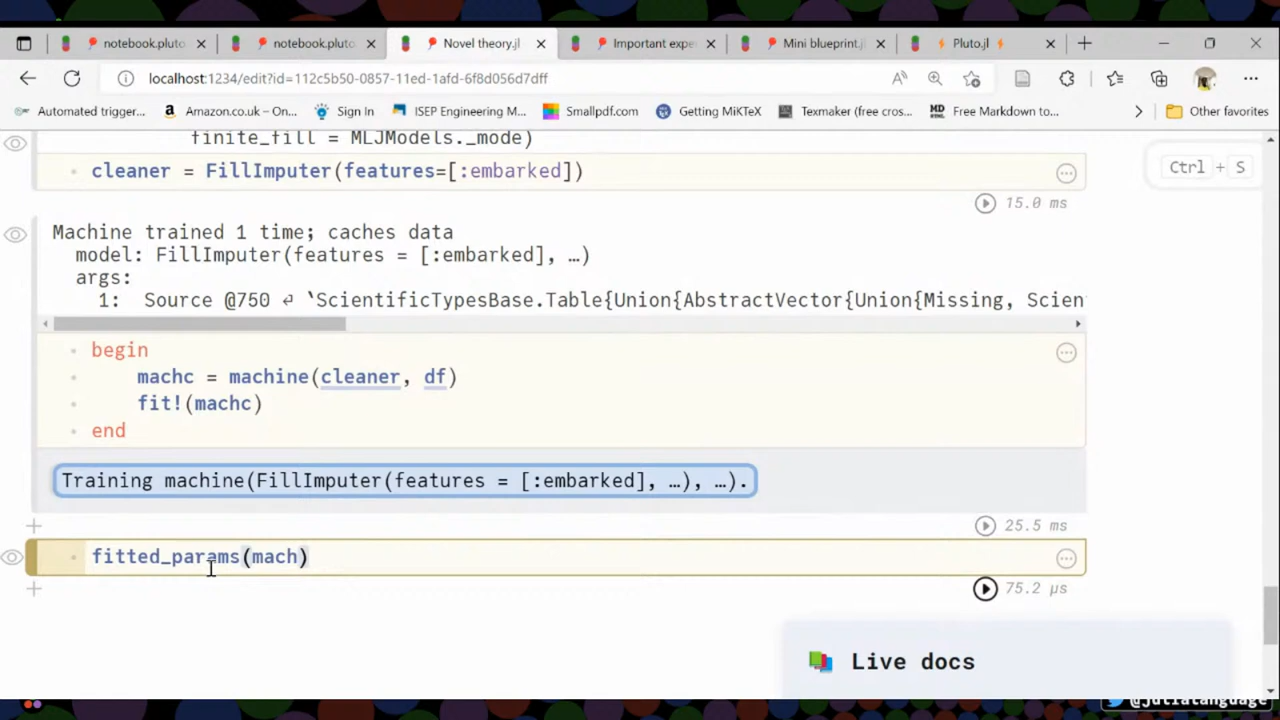 notebook.pluto
notebook.pluto
Novel theory.jl
Important expe
Mini blueprint.jl
Pluto.jl
localhost:1234/edit?id=112c5b50-0857-11ed-1afd-6f8d056d7dff
Automated trigger...
Amazon.co.uk – On...
Sign In
ISEP Engineering M...
Smallpdf.com
Getting MiKTeX
Texmaker (free cros...
Free Markdown to...
Other favorites
finite_fill = MLJModels._mode)
cleaner = FillImputer(features=[:embarked])
Ctrl + S
15.0 ms
Machine trained 1 time; caches data
model: FillImputer(features = [:embarked], …)
args:
1: Source @750 ⏎ `ScientificTypesBase.Table{Union{AbstractVector{Union{Missing, Scien
begin
machc = machine(cleaner, df)
fit!(machc)
end
Training machine(FillImputer(features = [:embarked], …), …).
25.5 ms
fitted_params(mach)
75.2 μs
Live docs
@julialanguage